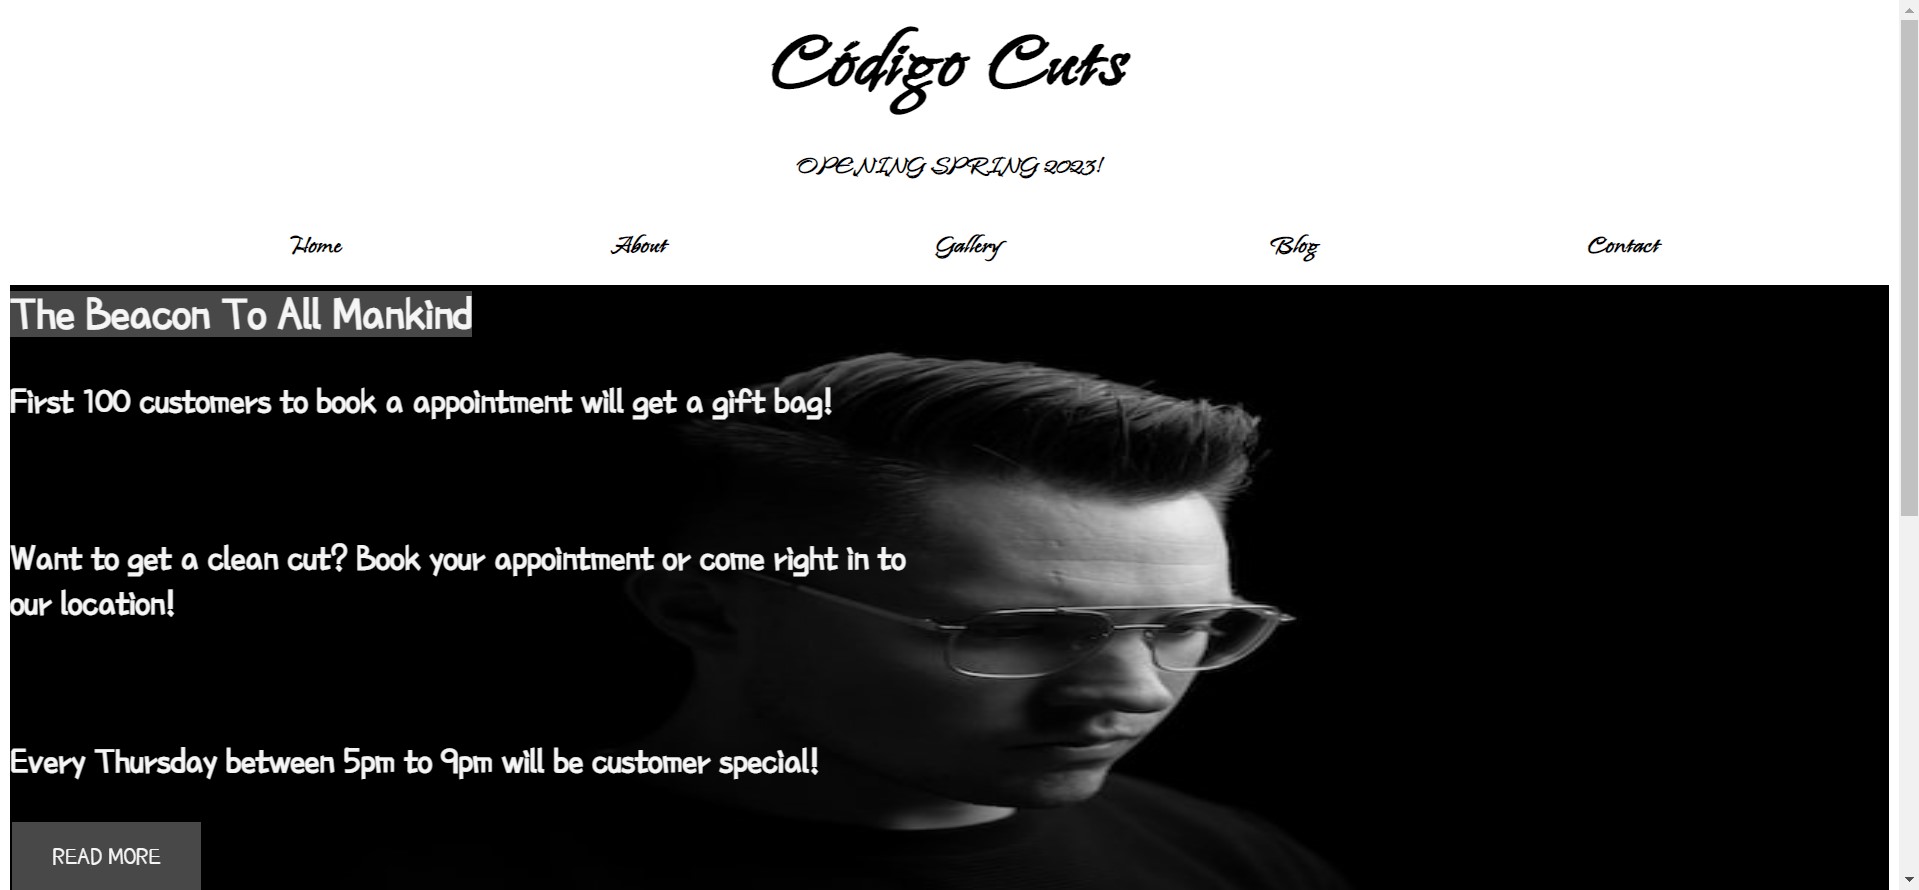 Código Cuts
OPENING SPRING 2023!
Home About Gallery Blog Contact
The Beacon To All Mankind
First 100 customers to book a appointment will get a gift bag!
Want to get a clean cut? Book your appointment or come right in to
our location!
Every Thursday between 5pm to 9pm will be customer special!
READ MORE